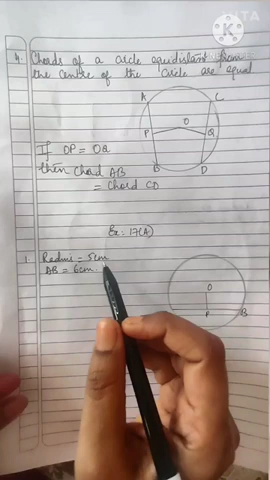 4. Chords of a circle equidistant from
the centre of the circle are equal
A
C
O
P
Q
B
D
If OP = OQ
then Chord AB
= Chord CD
Ex: 17(A)
1. Radius = 5cm
AB = 6cm
O
P
B